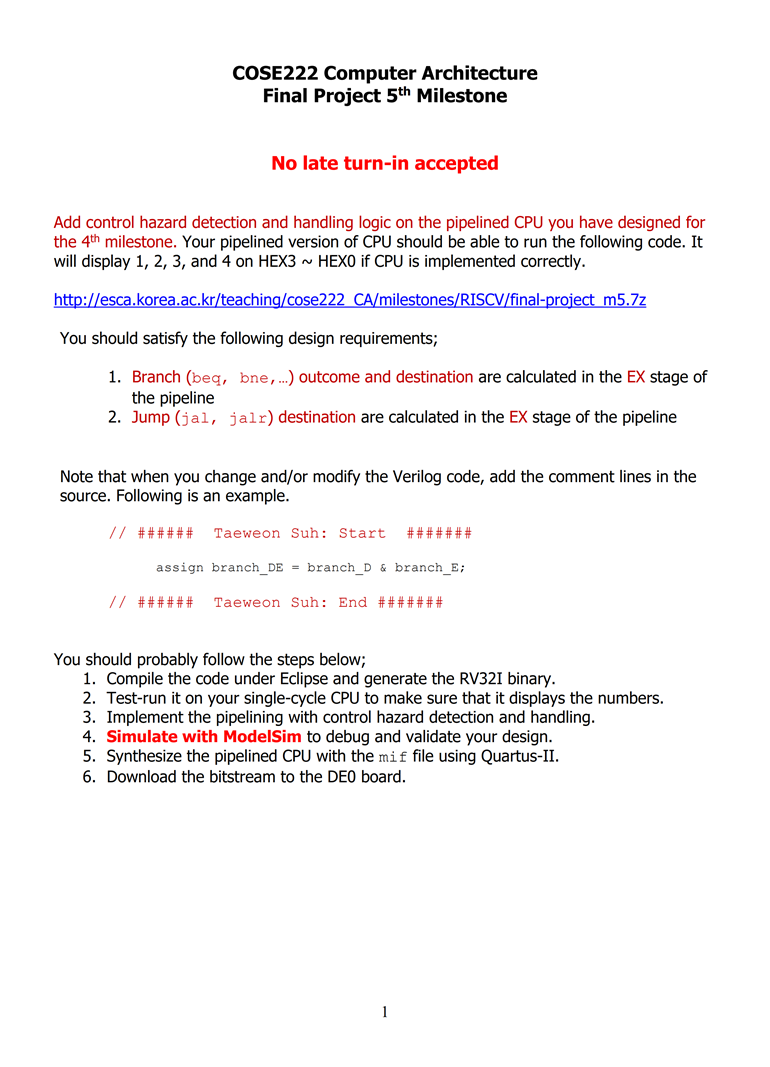 COSE222 Computer Architecture
Final Project 5th Milestone
No late turn-in accepted
Add control hazard detection and handling logic on the pipelined CPU you have designed for
the 4th milestone. Your pipelined version of CPU should be able to run the following code. It
will display 1, 2, 3, and 4 on HEX3 ~ HEX0 if CPU is implemented correctly.
http://esca.korea.ac.kr/teaching/cose222_CA/milestones/RISCV/final-project_m5.7z
You should satisfy the following design requirements;
1. Branch (beq, bne,…) outcome and destination are calculated in the EX stage of
the pipeline
2. Jump (jal, jalr) destination are calculated in the EX stage of the pipeline
Note that when you change and/or modify the Verilog code, add the comment lines in the
source. Following is an example.
// ###### Taeweon Suh: Start #######
assign branch_DE = branch_D & branch_E;
// ###### Taeweon Suh: End #######
You should probably follow the steps below;
1. Compile the code under Eclipse and generate the RV32I binary.
2. Test-run it on your single-cycle CPU to make sure that it displays the numbers.
3. Implement the pipelining with control hazard detection and handling.
4. Simulate with ModelSim to debug and validate your design.
5. Synthesize the pipelined CPU with the mif file using Quartus-II.
6. Download the bitstream to the DE0 board.
1